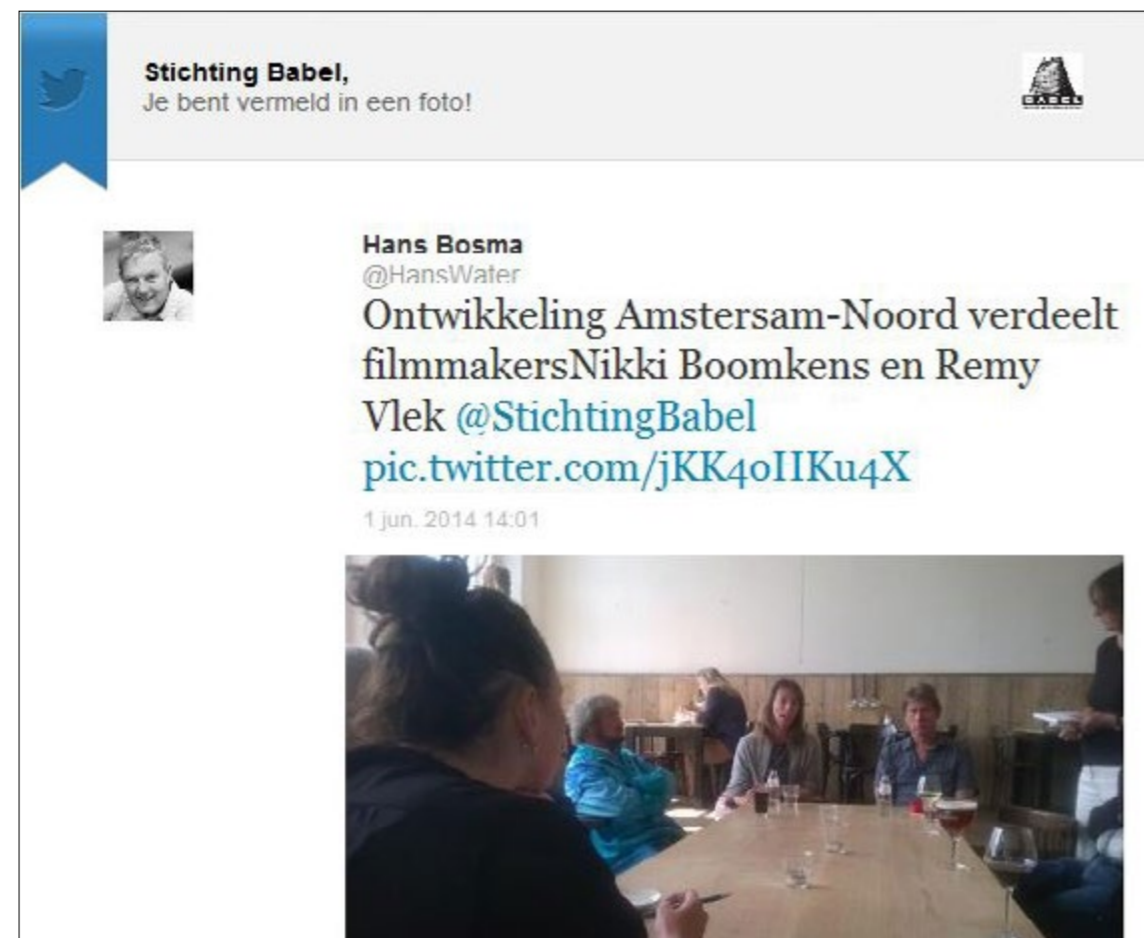 Stichting Babel,
Je bent vermeld in een foto!
BABEL
Hans Bosma
@HansWater
Ontwikkeling Amstersam-Noord verdeelt
filmmakersNikki Boomkens en Remy
Vlek @StichtingBabel
pic.twitter.com/jKK4oIIKu4X
1 jun. 2014 14:01